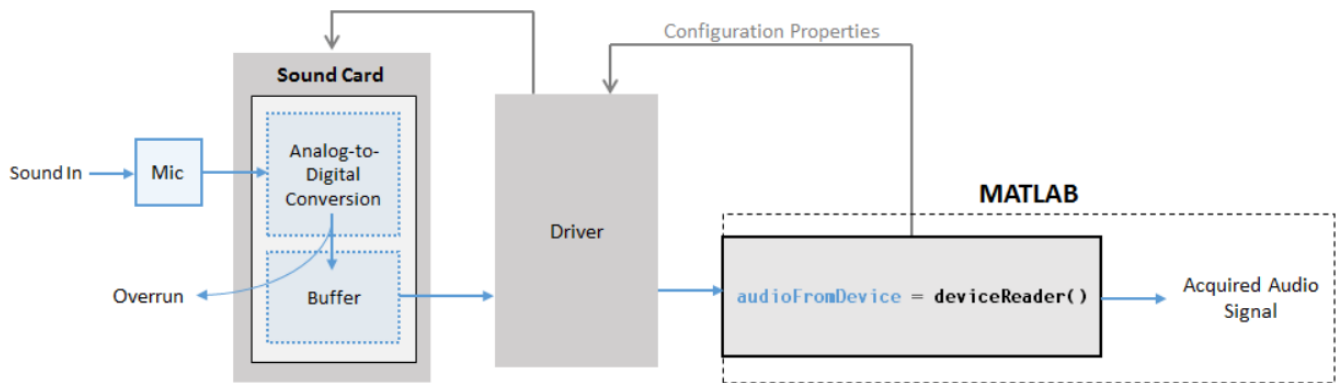 Configuration Properties
Sound Card
Sound In
Mic
Analog-to-
Digital
Conversion
Overrun
Buffer
Driver
MATLAB
audioFromDevice = deviceReader()
Acquired Audio
Signal